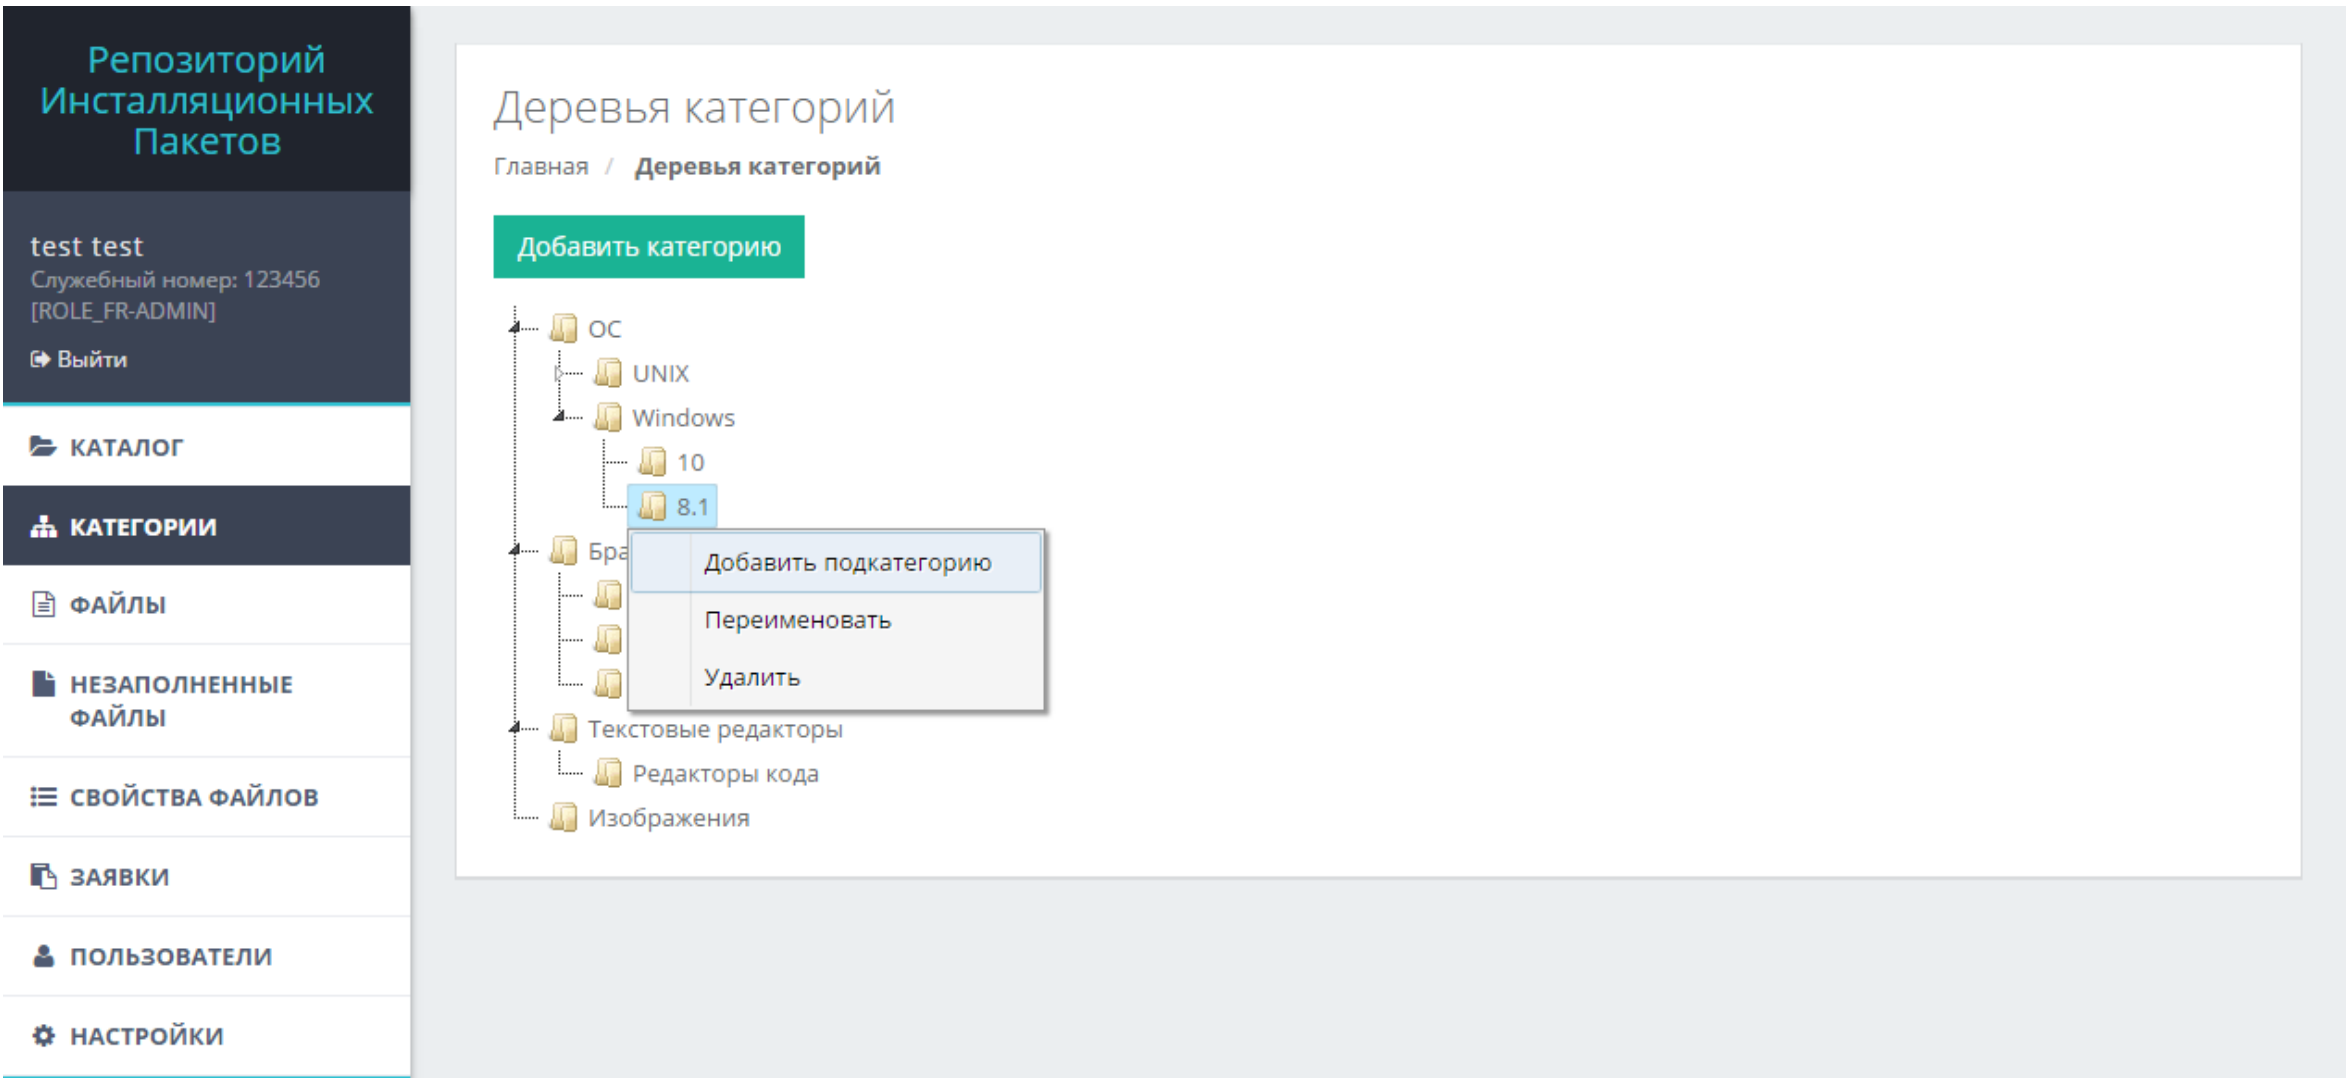 Репозиторий
Инсталляционных
Пакетов
test test
Служебный номер: 123456
[ROLE_FR-ADMIN]
Выйти
КАТАЛОГ
КАТЕГОРИИ
ФАЙЛЫ
НЕЗАПОЛНЕННЫЕ
ФАЙЛЫ
СВОЙСТВА ФАЙЛОВ
ЗАЯВКИ
ПОЛЬЗОВАТЕЛИ
НАСТРОЙКИ
Деревья категорий
Главная / Деревья категорий
Добавить категорию
ОС
UNIX
Windows
10
8.1
Добавить подкатегорию
Переименовать
Удалить
Текстовые редакторы
Редакторы кода
Изображения